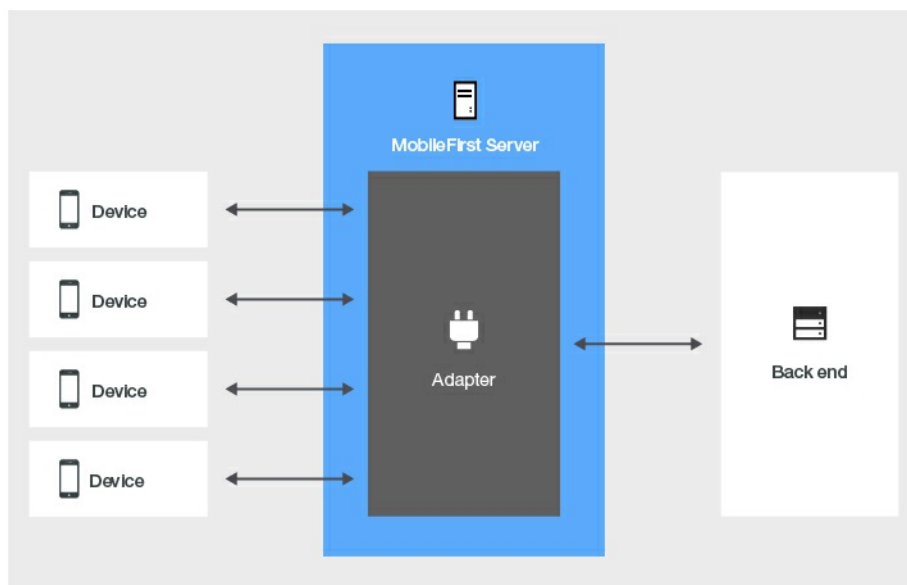 MobileFirst Server
Device
Device
Device
Device
Adapter
Back end